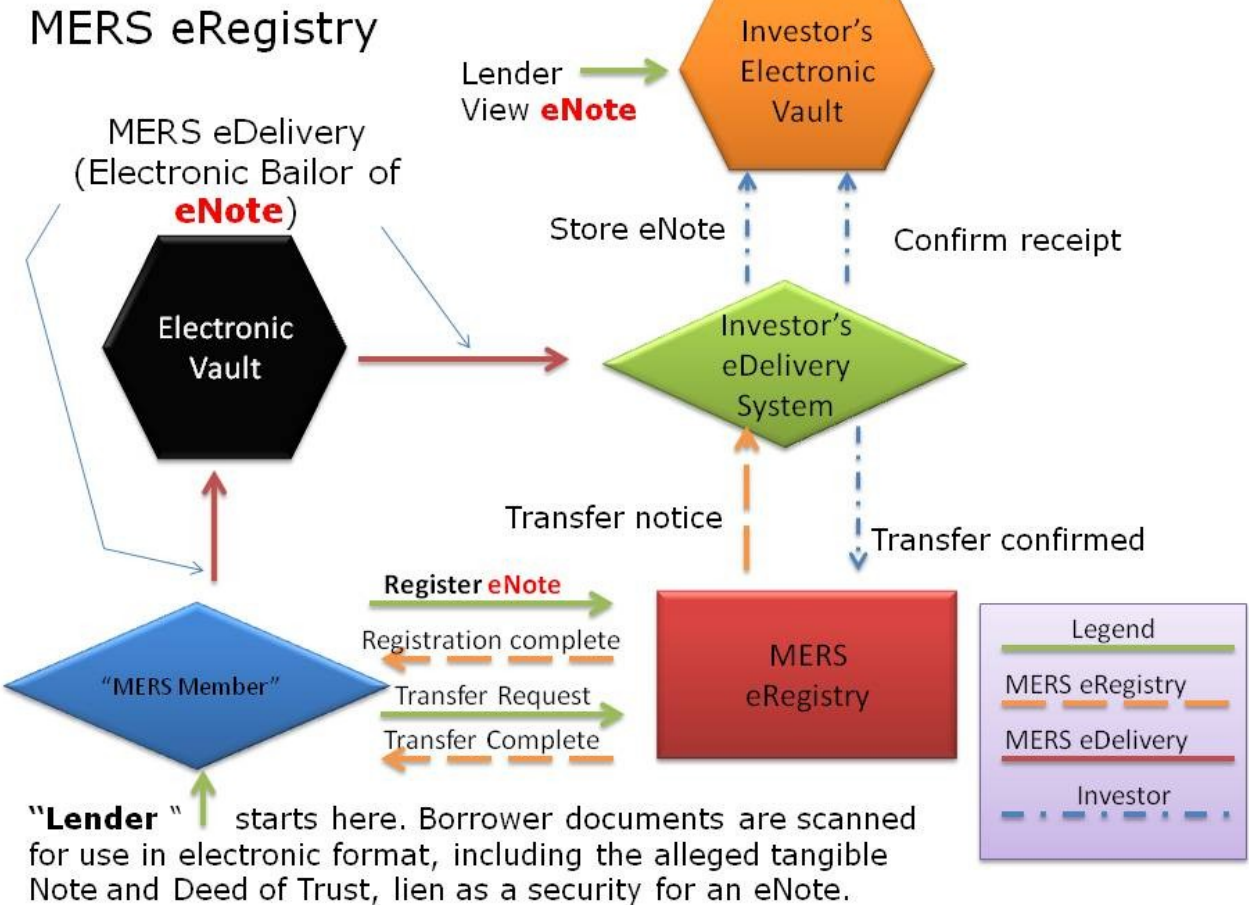 MERS eRegistry
Investor's
Electronic
Vault
Lender
View eNote
MERS eDelivery
(Electronic Bailor of
eNote)
Store eNote
Confirm receipt
Electronic
Vault
Investor's
eDelivery
System
Transfer notice
Transfer confirmed
Register eNote
Registration complete
Transfer Request
Transfer Complete
"MERS Member"
MERS
eRegistry
Legend
MERS eRegistry
MERS eDelivery
Investor
"Lender " starts here. Borrower documents are scanned
for use in electronic format, including the alleged tangible
Note and Deed of Trust, lien as a security for an eNote.